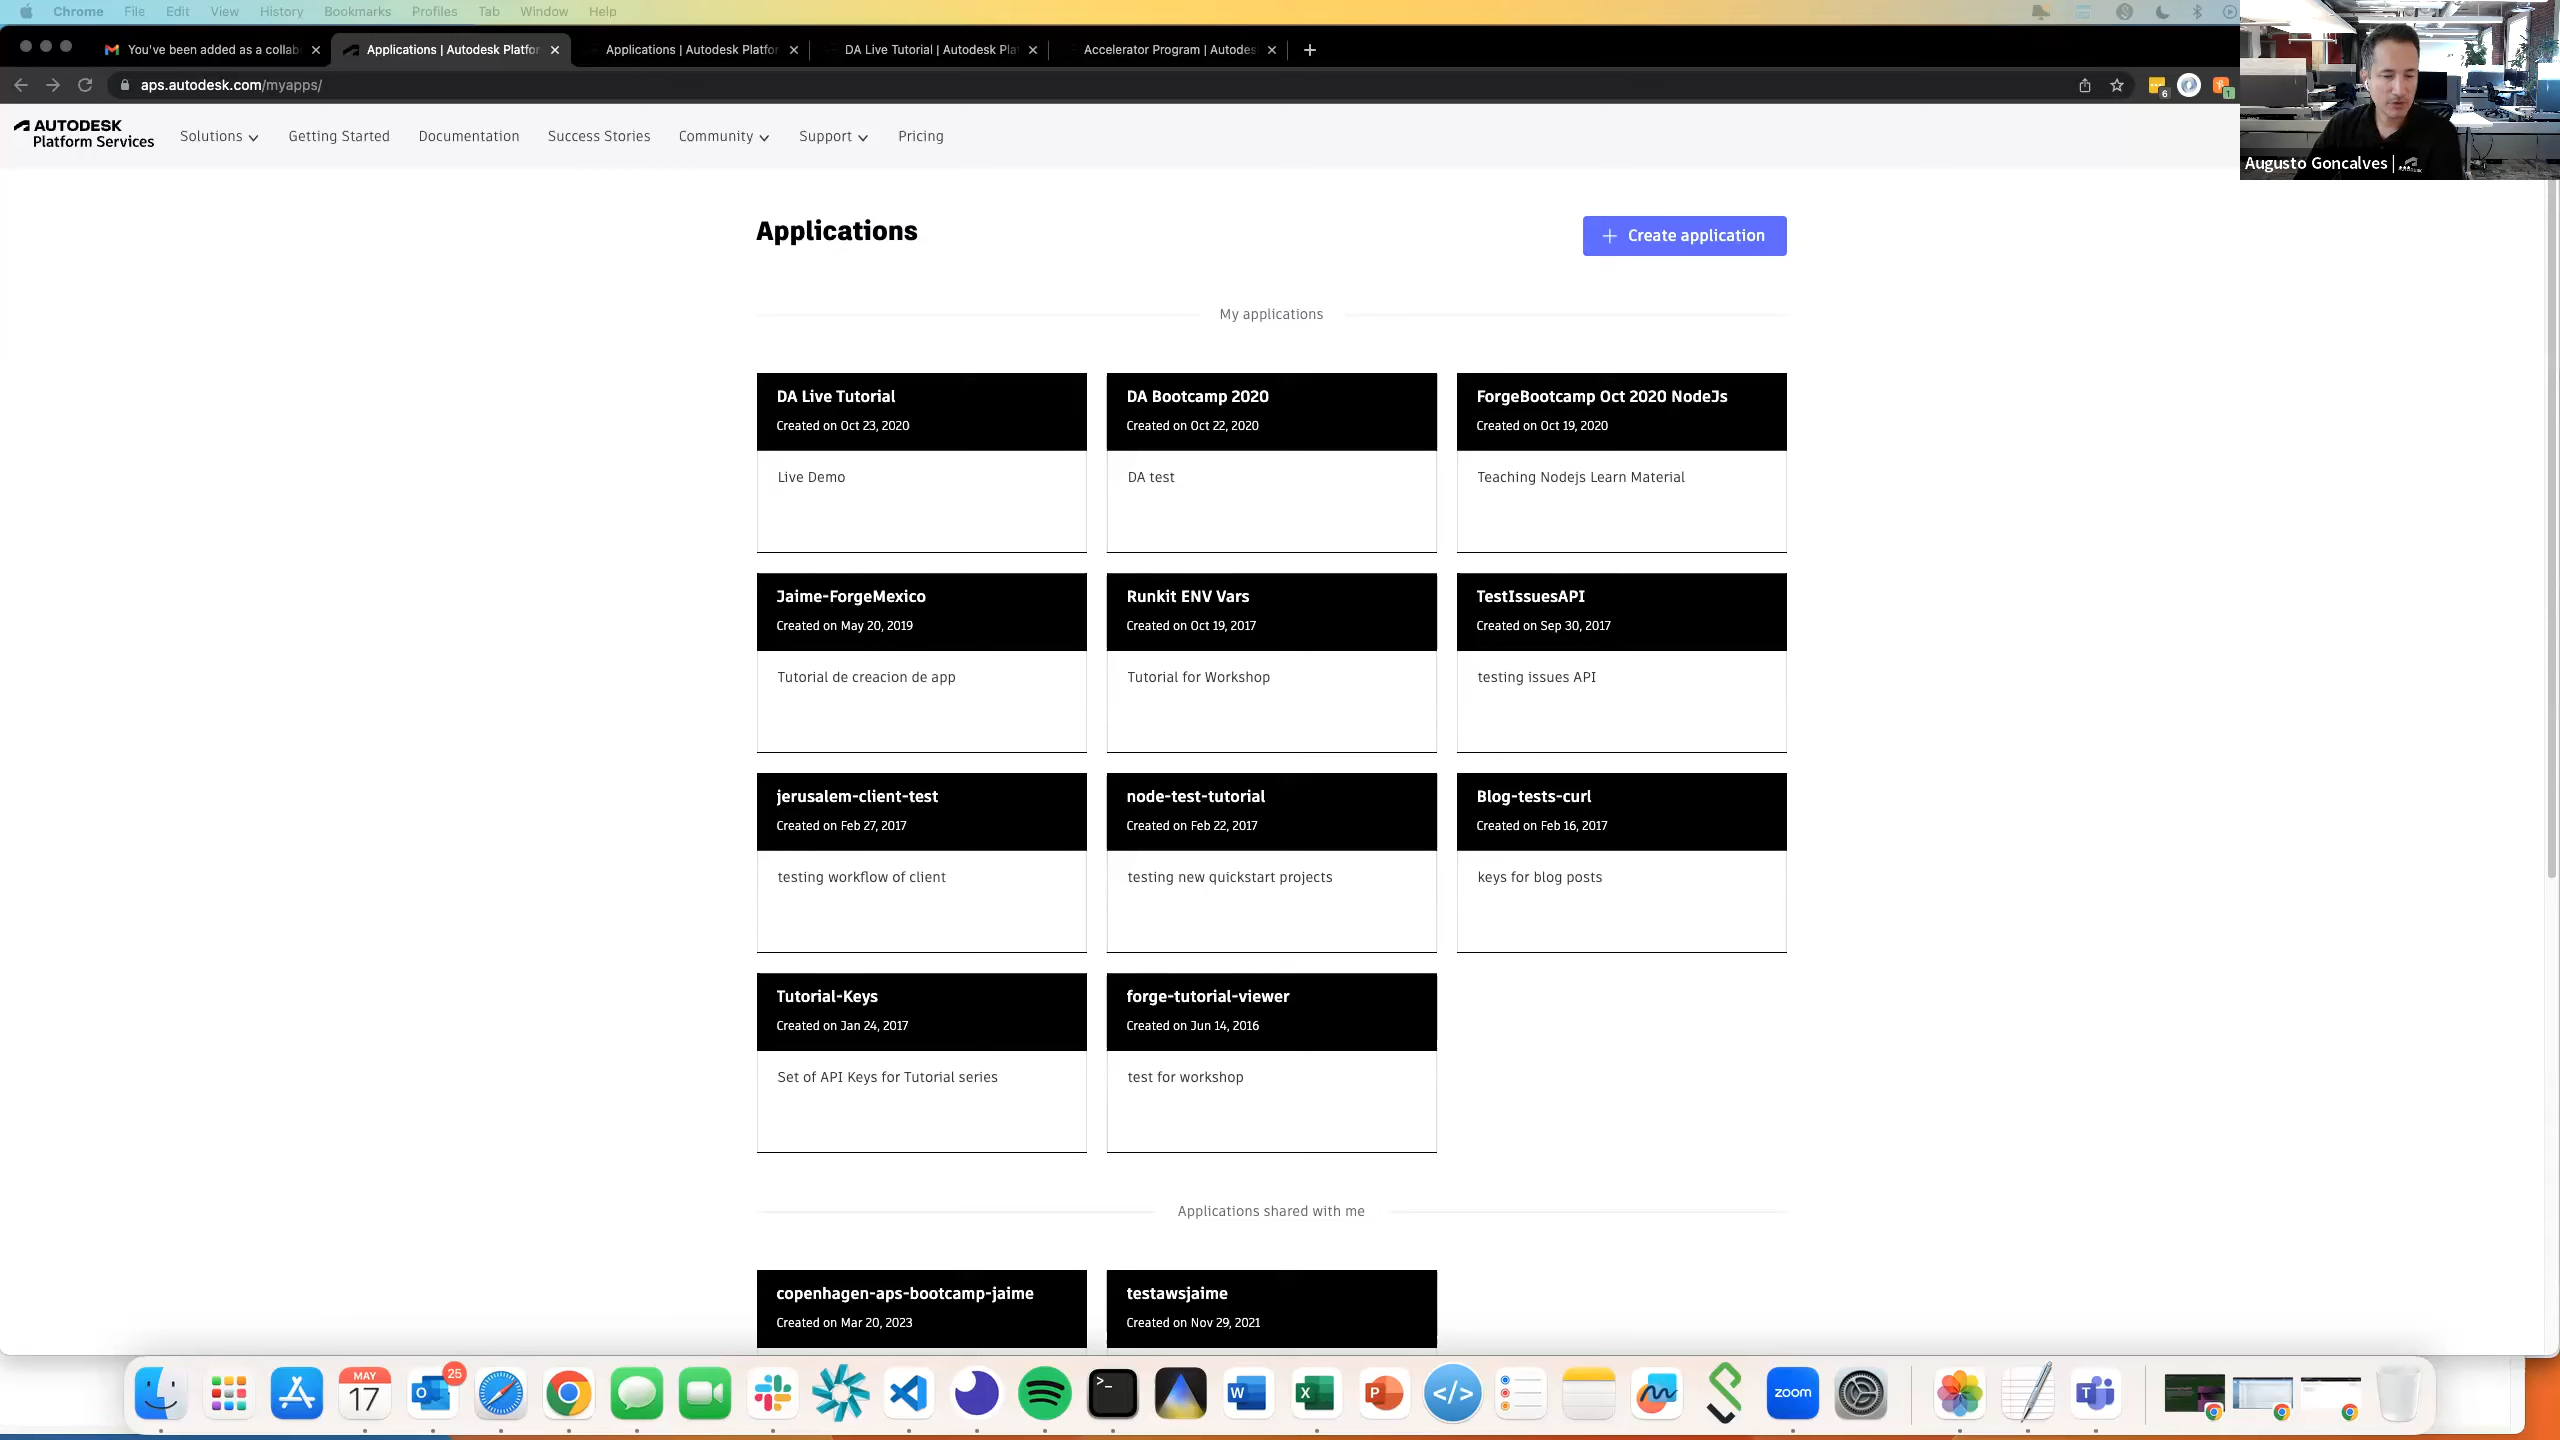 Chrome File Edit View History Bookmarks Profiles Tab Window Help
You've been added as a collab
Applications | Autodesk Platfor
Applications | Autodesk Platfor
DA Live Tutorial | Autodesk Pla
Accelerator Program | Autodes
aps.autodesk.com/myapps/
6
1
Augusto Goncalves |
AUTODESK
Platform Services
Solutions Getting Started Documentation Success Stories Community Support Pricing
Applications
+ Create application
My applications
DA Live Tutorial
Created on Oct 23, 2020
Live Demo
DA Bootcamp 2020
Created on Oct 22, 2020
DA test
ForgeBootcamp Oct 2020 NodeJs
Created on Oct 19, 2020
Teaching Nodejs Learn Material
Jaime-ForgeMexico
Created on May 20, 2019
Tutorial de creacion de app
Runkit ENV Vars
Created on Oct 19, 2017
Tutorial for Workshop
TestIssuesAPI
Created on Sep 30, 2017
testing issues API
jerusalem-client-test
Created on Feb 27, 2017
testing workflow of client
node-test-tutorial
Created on Feb 22, 2017
testing new quickstart projects
Blog-tests-curl
Created on Feb 16, 2017
keys for blog posts
Tutorial-Keys
Created on Jan 24, 2017
Set of API Keys for Tutorial series
forge-tutorial-viewer
Created on Jun 14, 2016
test for workshop
Applications shared with me
copenhagen-aps-bootcamp-jaime
Created on Mar 20, 2023
testawsjaime
Created on Nov 29, 2021
MAY
17
25
O
>_
W
X
P
</>
zoom
T